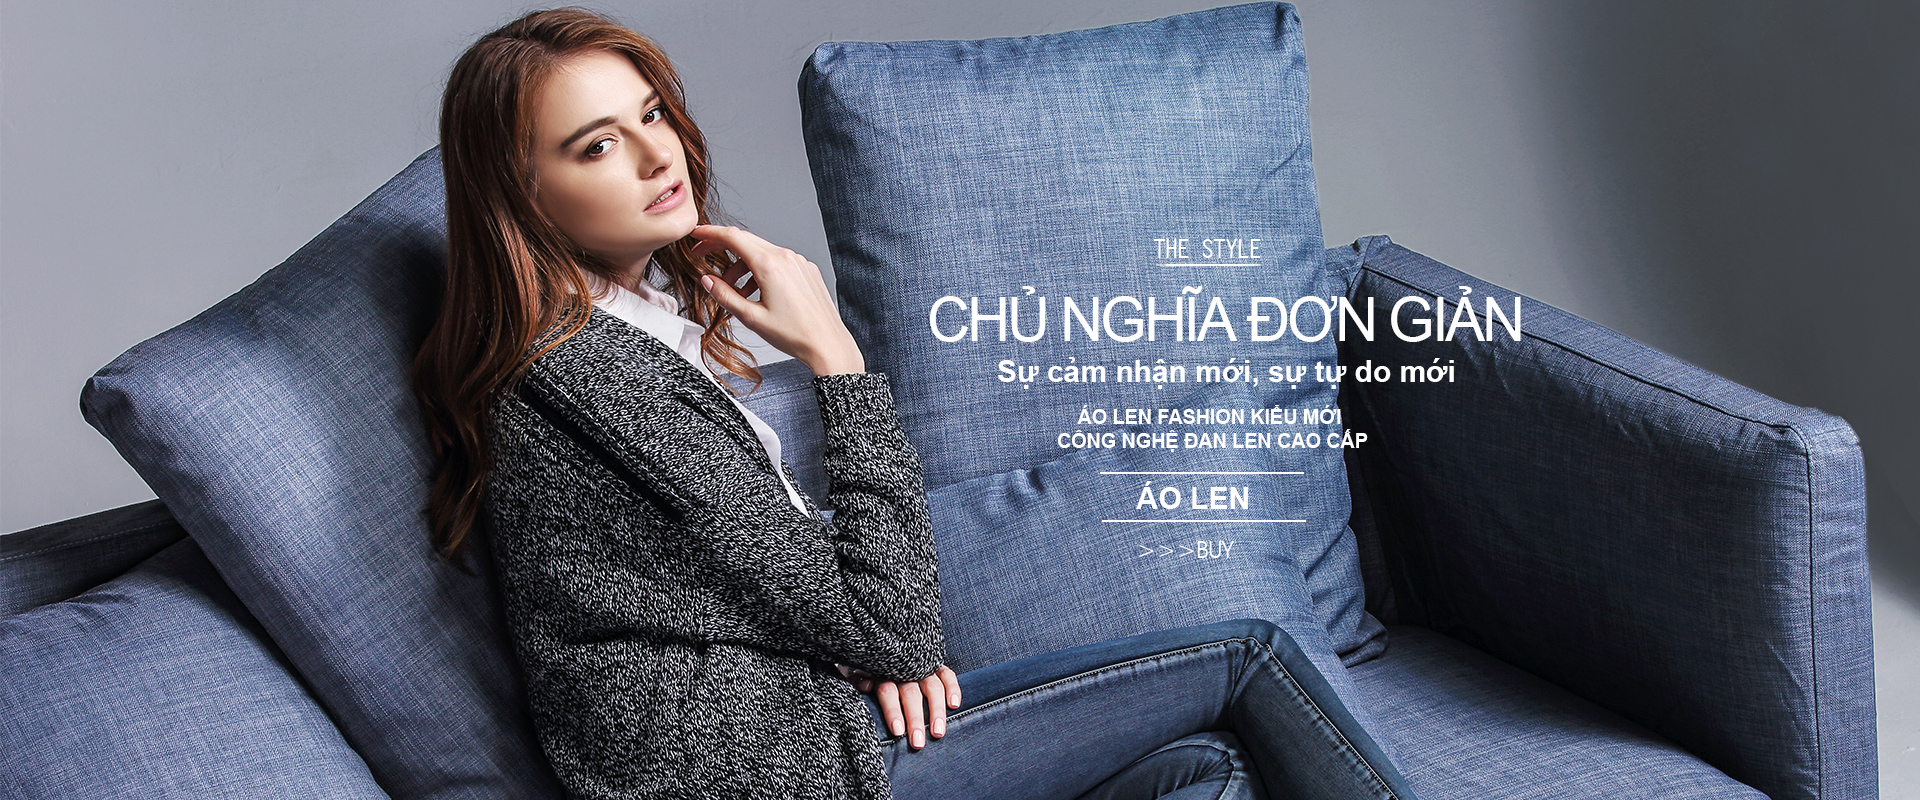 THE STYLE
CHỦ NGHĨA ĐƠN GIẢN
Sự cảm nhận mới, sự tự do mới
ÁO LEN FASHION KIỂU MỚI
CÔNG NGHỆ ĐAN LEN CAO CẤP
ÁO LEN
>>>BUY